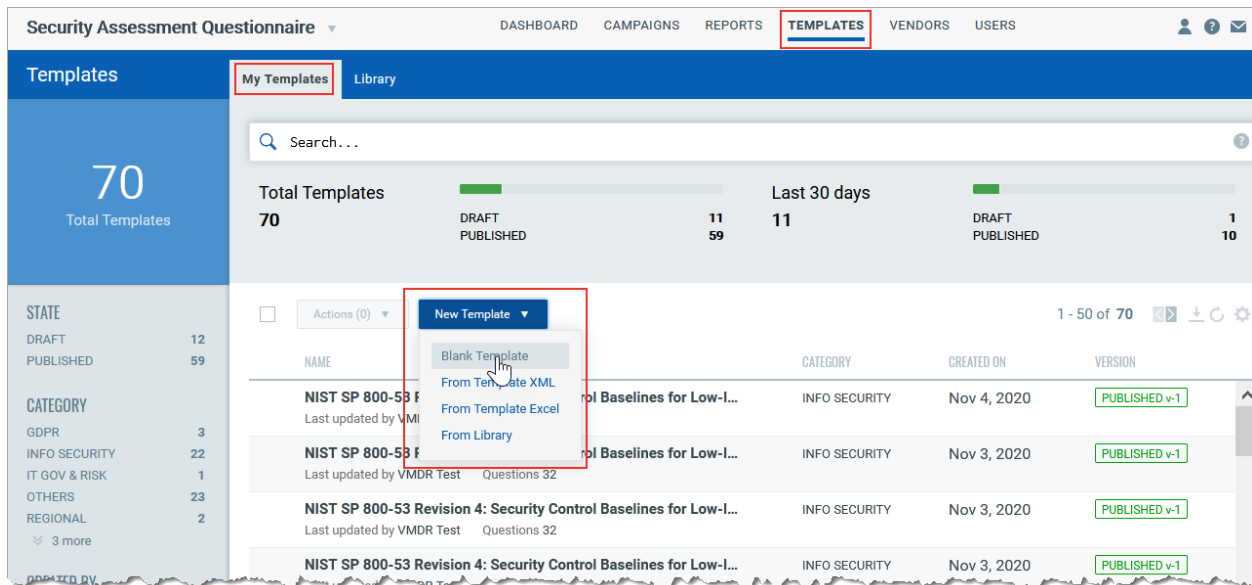 Security Assessment Questionnaire
DASHBOARD CAMPAIGNS REPORTS TEMPLATES VENDORS USERS
Templates
My Templates Library
Search...
70
Total Templates
Total Templates
70
DRAFT 11
PUBLISHED 59
Last 30 days
11
DRAFT 1
PUBLISHED 10
STATE
DRAFT 12
PUBLISHED 59
CATEGORY
GDPR 3
INFO SECURITY 22
IT GOV & RISK 1
OTHERS 23
REGIONAL 2
3 more
Actions (0) New Template 1 - 50 of 70
Blank Template
From Template XML
From Template Excel
From Library
NAME CATEGORY CREATED ON VERSION
NIST SP 800-53 Baselines for Low-I... INFO SECURITY Nov 4, 2020 PUBLISHED v-1
Last updated by
NIST SP 800-53 Baselines for Low-I... INFO SECURITY Nov 3, 2020 PUBLISHED v-1
Last updated by VMDR Test Questions 32
NIST SP 800-53 Revision 4: Security Control Baselines for Low-I... INFO SECURITY Nov 3, 2020 PUBLISHED v-1
Last updated by VMDR Test Questions 32
NIST SP 800-53 Revision 4: Security Control Baselines for Low-I... INFO SECURITY Nov 3, 2020 PUBLISHED v-1